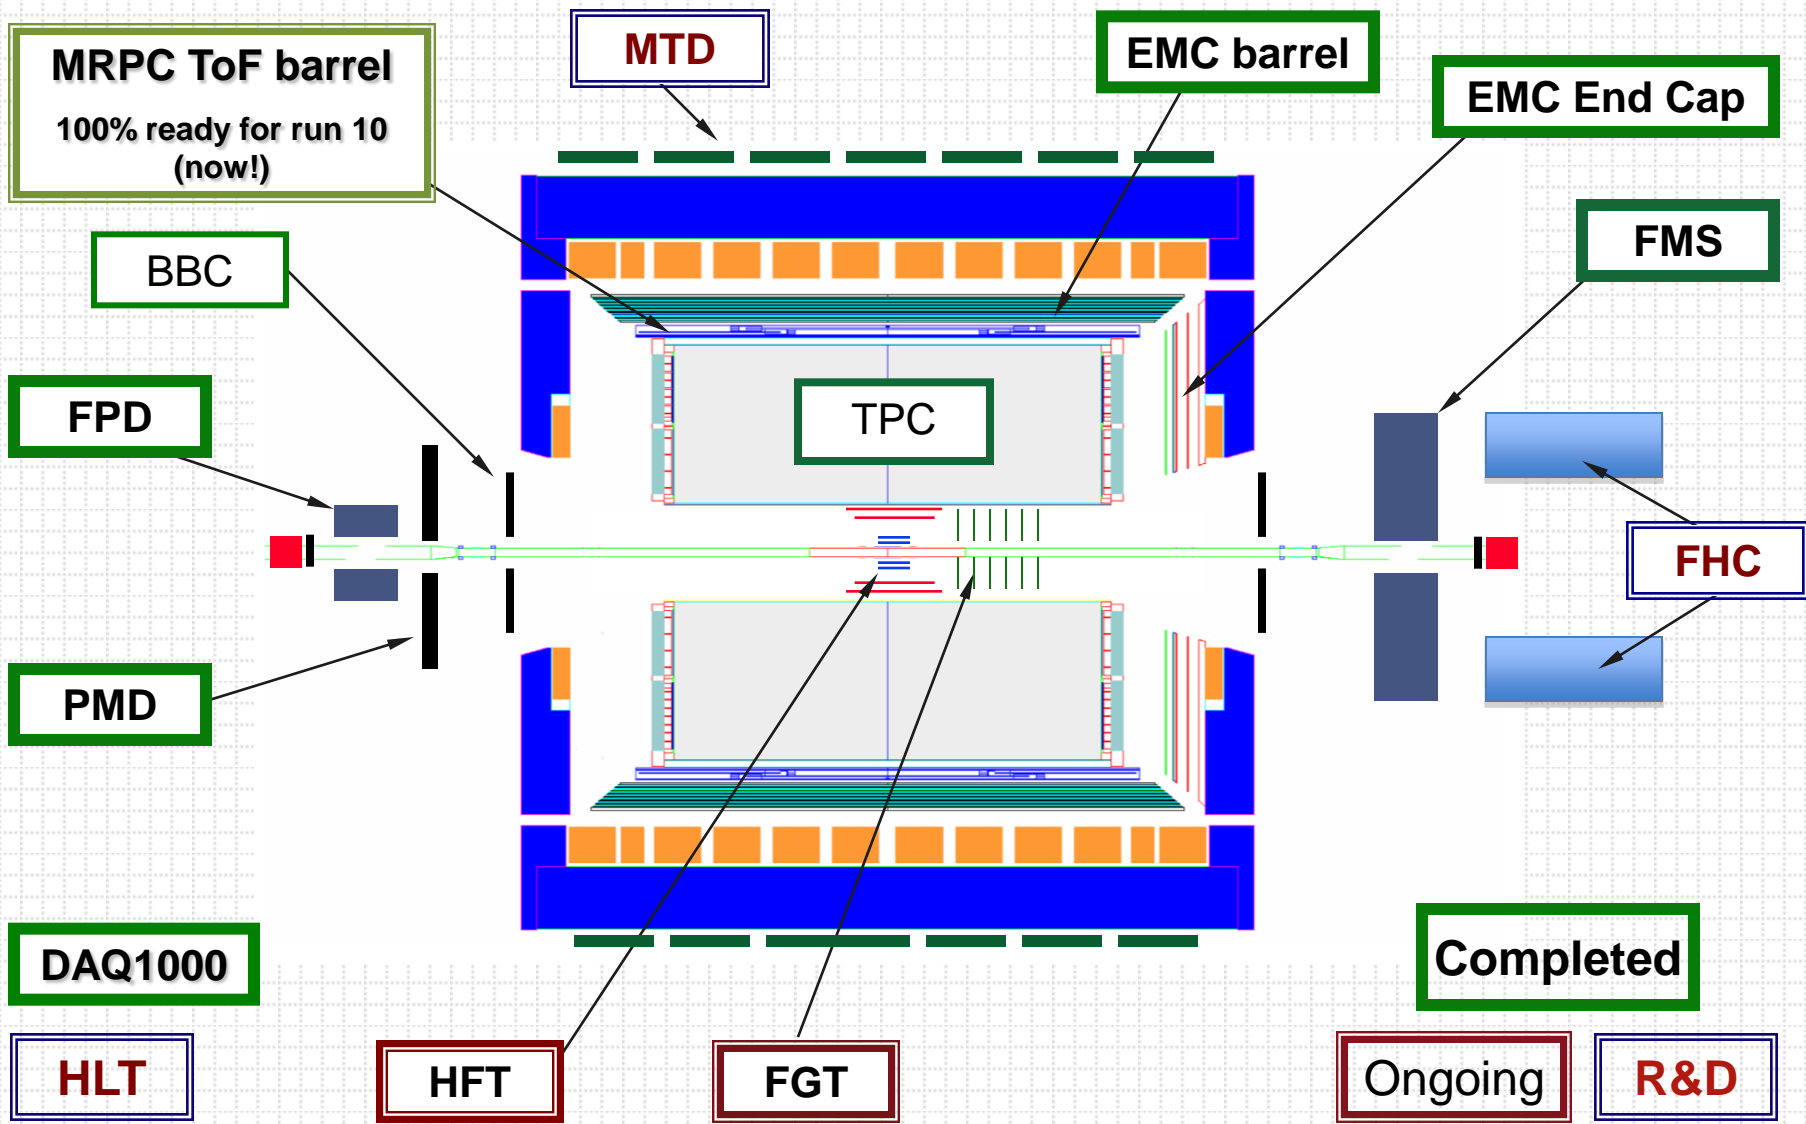 MTD
EMC barrel
MRPC ToF barrel
100% ready for run 10
(now!)
EMC End Cap
BBC
FMS
FPD
TPC
FHC
PMD
DAQ1000
Completed
HLT
HFT
FGT
Ongoing
R&D